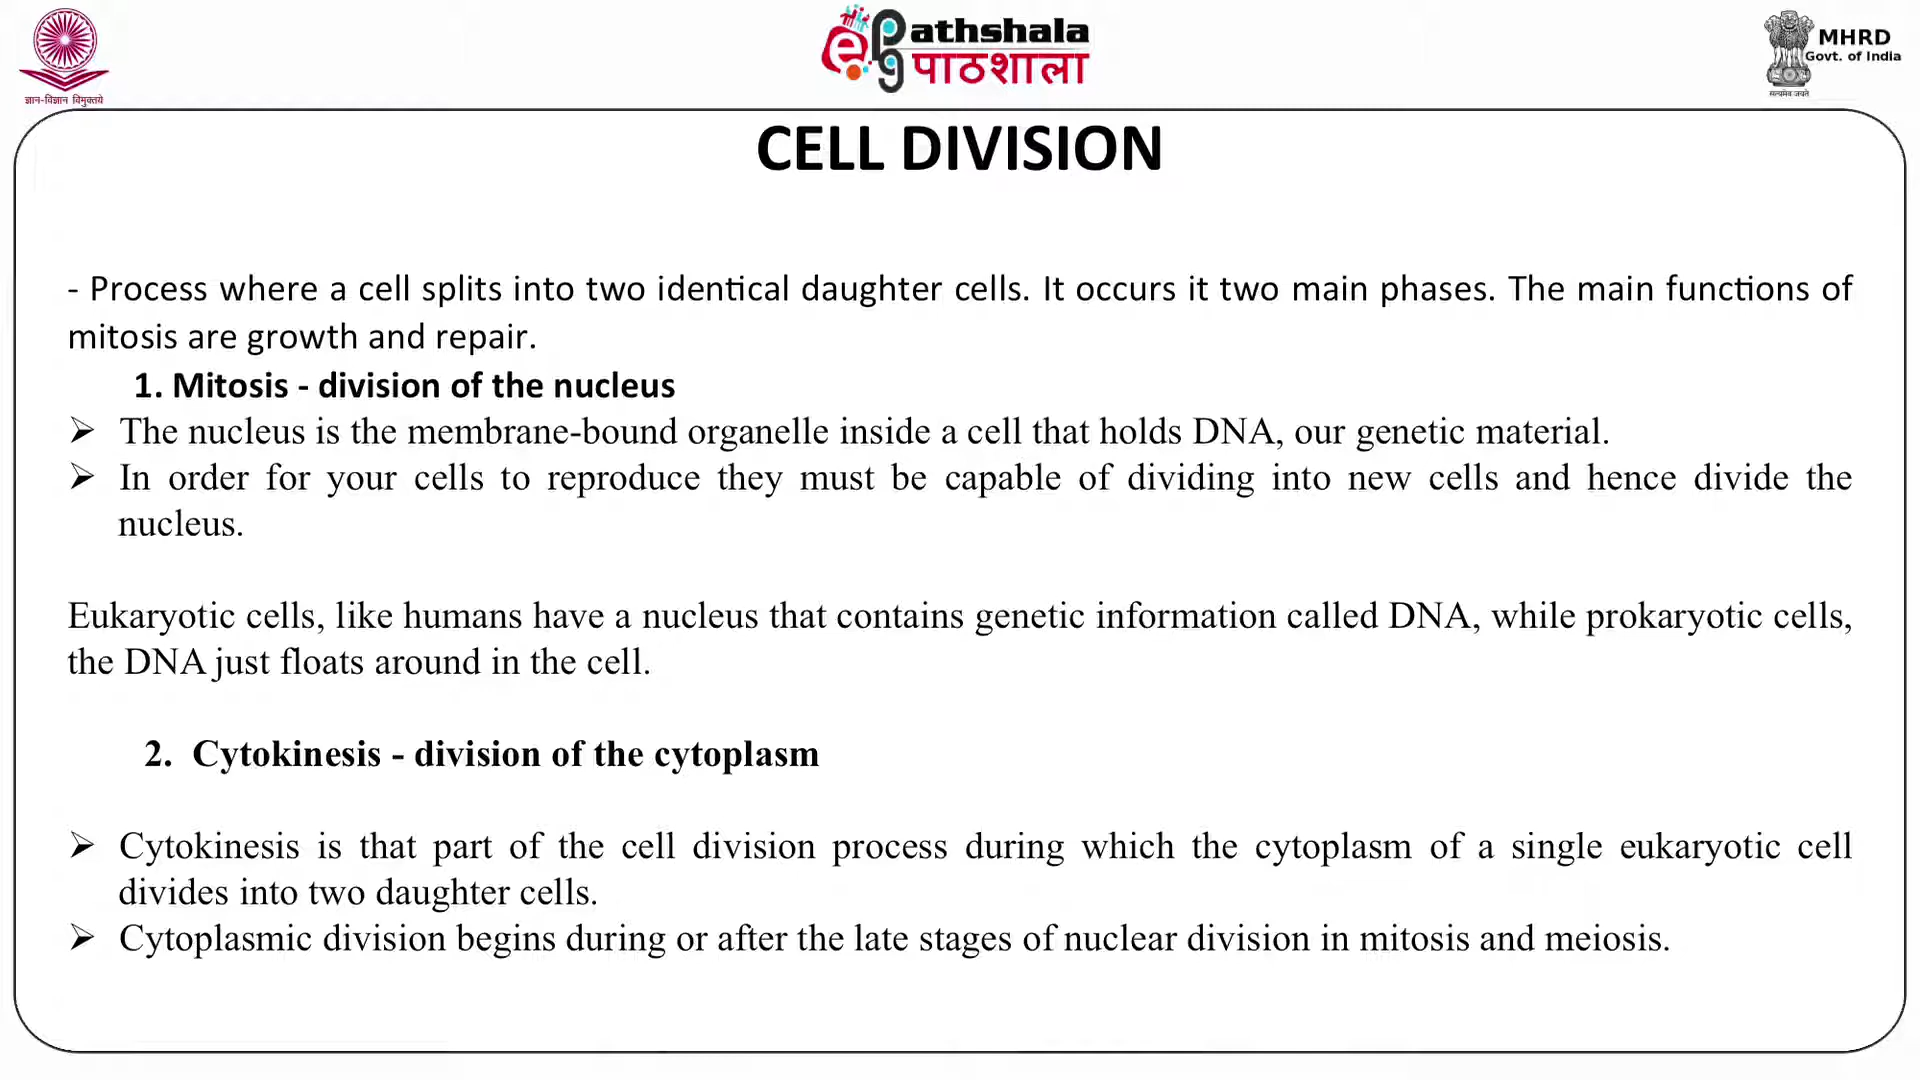 ज्ञान-विज्ञान विमुक्तये
e Pg athshala
पाठशाला
MHRD
Govt. of India
सत्यमेव जयते
CELL DIVISION
- Process where a cell splits into two identical daughter cells. It occurs it two main phases. The main functions of
mitosis are growth and repair.
1. Mitosis - division of the nucleus
➢ The nucleus is the membrane-bound organelle inside a cell that holds DNA, our genetic material.
➢ In order for your cells to reproduce they must be capable of dividing into new cells and hence divide the
nucleus.
Eukaryotic cells, like humans have a nucleus that contains genetic information called DNA, while prokaryotic cells,
the DNA just floats around in the cell.
2. Cytokinesis - division of the cytoplasm
➢ Cytokinesis is that part of the cell division process during which the cytoplasm of a single eukaryotic cell
divides into two daughter cells.
➢ Cytoplasmic division begins during or after the late stages of nuclear division in mitosis and meiosis.